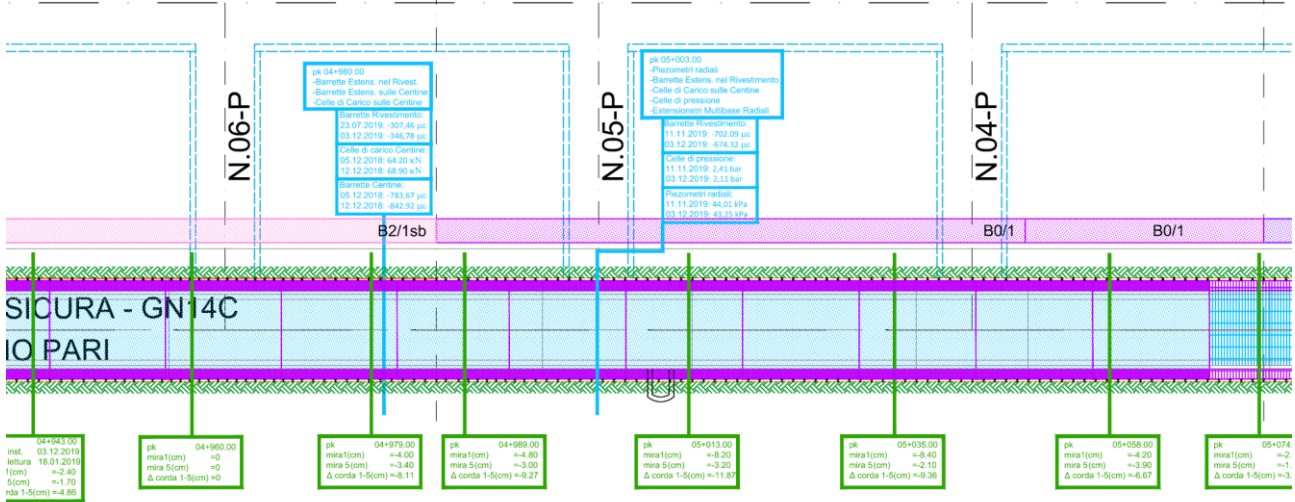 pk 04+980.00
-Barrette Estens. nel Rivest.
-Barrette Estens. sulle Centine
-Celle di Carico sulle Centine
Barrette Rivestimento:
23.07.2019: -307,46 με
03.12.2019: -346,78 με
Celle di carico Centine:
05.12.2018: 64.20 κN
12.12.2018: 68.90 κN
Barrette Centine:
05.12.2018: -783.67 με
12.12.2018: -842.92 με
pk 05+003.00
-Piezometri radiali
-Barrette Estens. nel Rivestimento
-Celle di Carico sulle Centine
-Celle di pressione
-Estensionetri Multibase Radiali
Barrette Rivestimento:
11.11.2019: -702.09 με
03.12.2019: -674.32 με
Celle di pressione:
11.11.2019: 2,41 bar
03.12.2019: 2,11 bar
Piezometri radiali:
11.11.2019: 44,01 kPa
03.12.2019: 43,25 kPa
N.06-P
N.05-P
N.04-P
B2/1sb
B0/1
B0/1
SICURA - GN14C
IO PARI
04+943.00
inst. 03.12.2019
lettura 18.01.2019
1(cm) =-2.40
5(cm) =-1.70
rda 1-5(cm) =-4.86
pk 04+960.00
mira1(cm) =0
mira 5(cm) =0
Δ corda 1-5(cm) =0
pk 04+979.00
mira1(cm) =-4.00
mira 5(cm) =-3.40
Δ corda 1-5(cm) =-8.11
pk 04+989.00
mira1(cm) =-4.80
mira 5(cm) =-3.00
Δ corda 1-5(cm) =-9.27
pk 05+013.00
mira1(cm) =-8.20
mira 5(cm) =-3.20
Δ corda 1-5(cm) =-11.87
pk 05+035.00
mira1(cm) =-8.40
mira 5(cm) =-2.10
Δ corda 1-5(cm) =-9.36
pk 05+058.00
mira1(cm) =-4.20
mira 5(cm) =-3.90
Δ corda 1-5(cm) =-6.67
pk 05+074.
mira1(cm) =-2.
mira 5(cm) =-1.
Δ corda 1-5(cm) =-3.